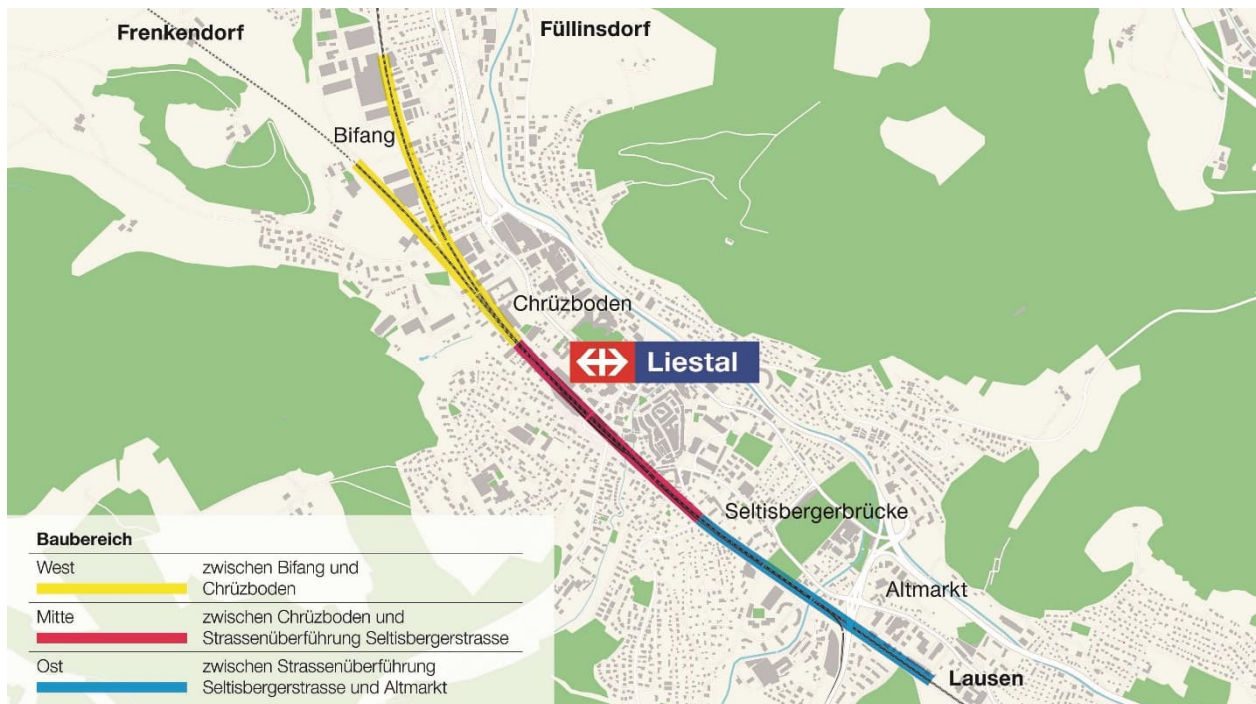 Frenkendorf
Füllinsdorf
Bifang
Chrüzboden
Liestal
Seltisbergerbrücke
Altmarkt
Lausen
Baubereich
West
zwischen Bifang und
Chrüzboden
Mitte
zwischen Chrüzboden und
Strassenüberführung Seltisbergerstrasse
Ost
zwischen Strassenüberführung
Seltisbergerstrasse und Altmarkt